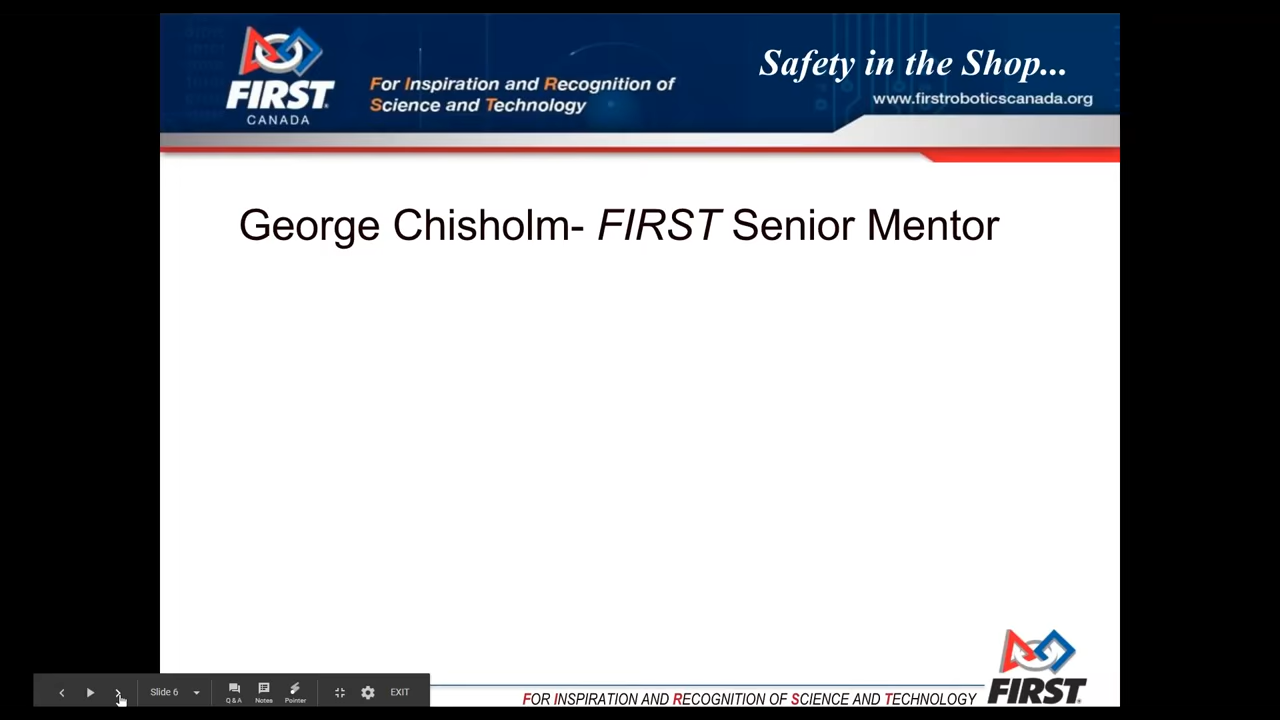 FIRST
CANADA
For Inspiration and Recognition of
Science and Technology
Safety in the Shop...
www.firstroboticscanada.org
George Chisholm- FIRST Senior Mentor
Slide 6
Q & A
Notes
Pointer
EXIT
FOR INSPIRATION AND RECOGNITION OF SCIENCE AND TECHNOLOGY
FIRST